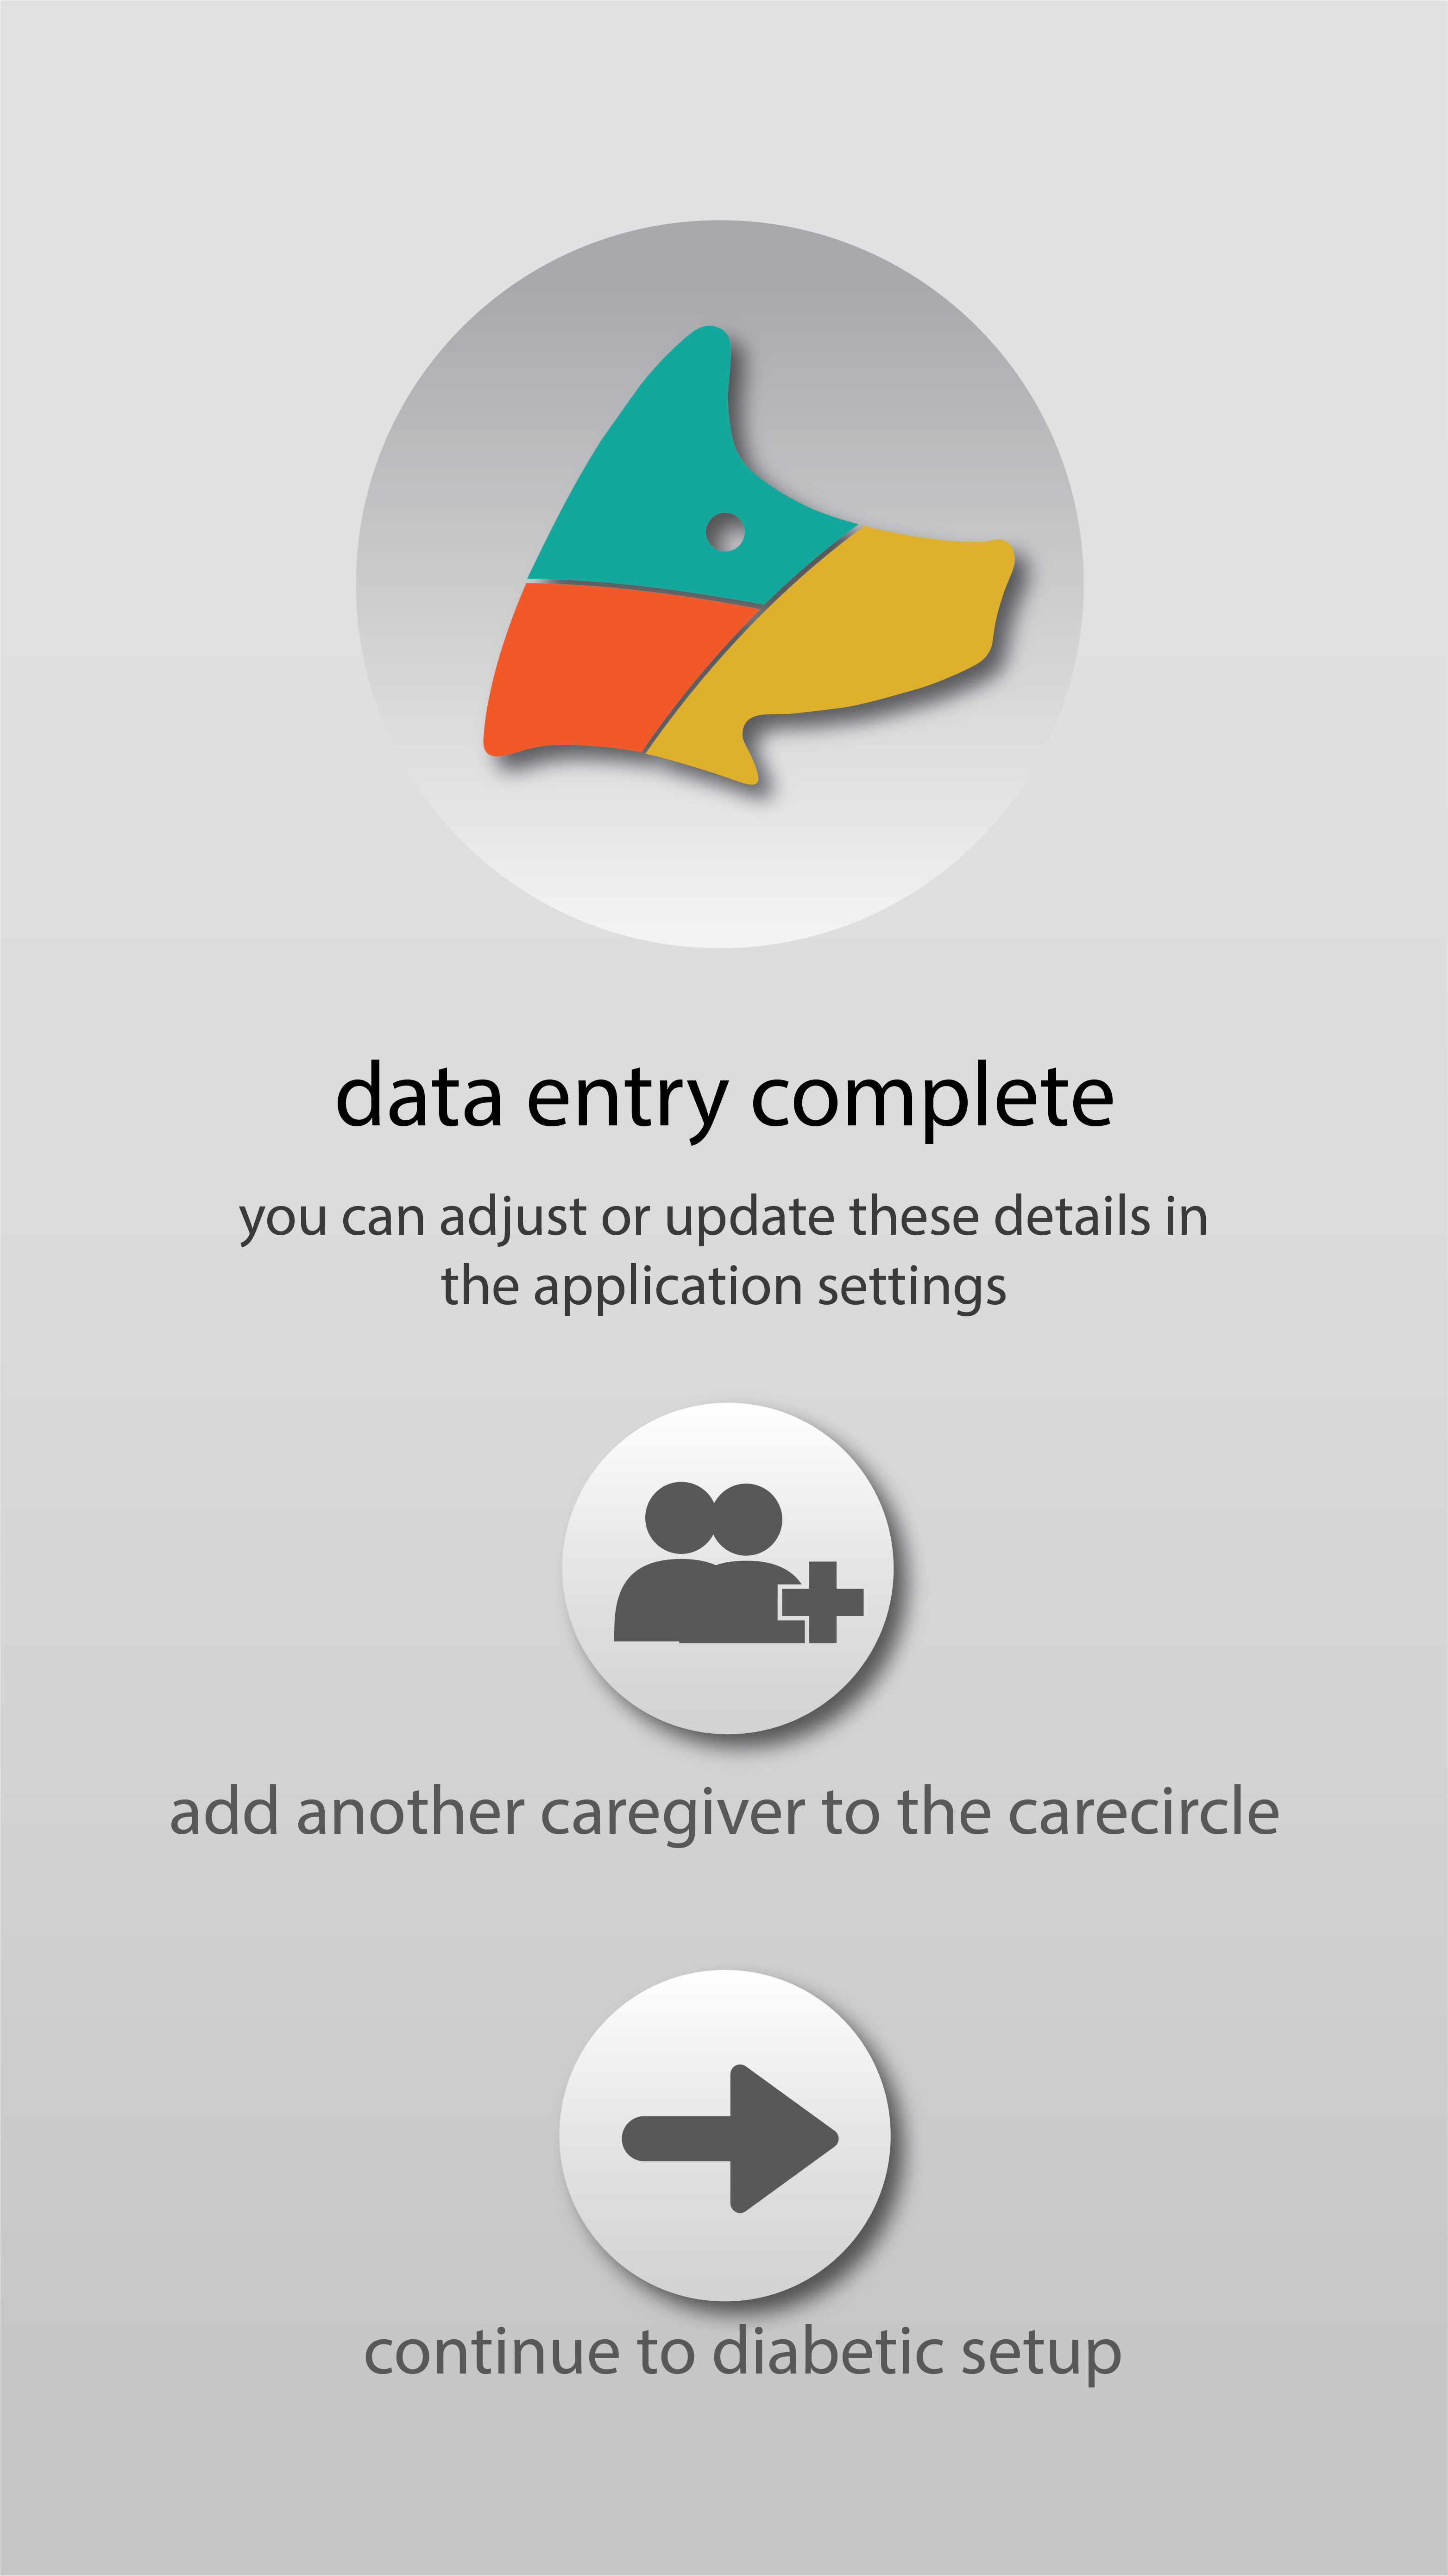 data entry complete
you can adjust or update these details in
the application settings
add another caregiver to the carecircle
continue to diabetic setup